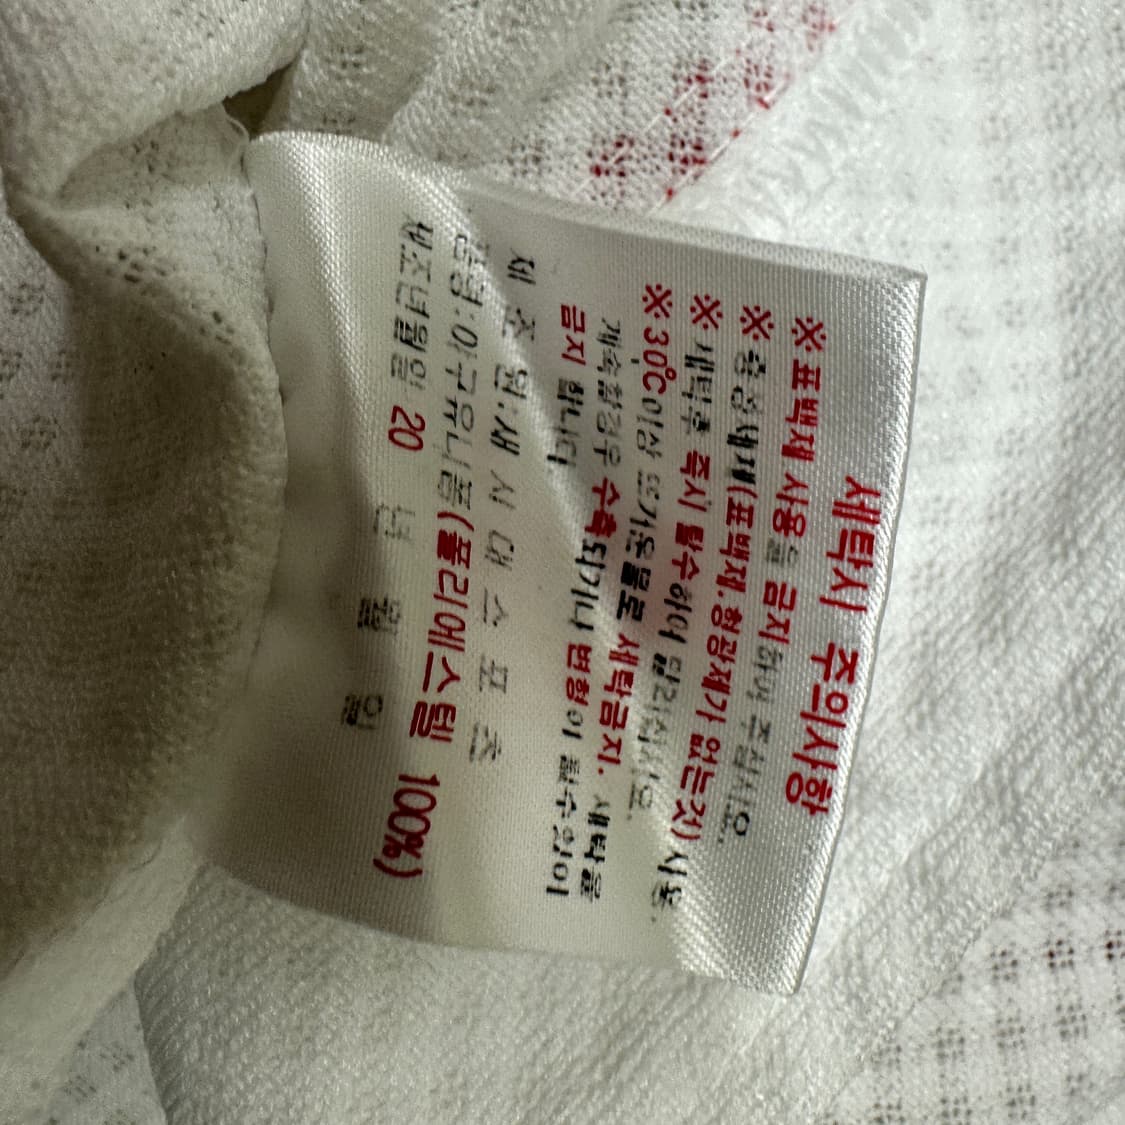 세탁시 주의사항
※표백제 사용을 금지하여 주십시오.
※중성세제(표백제.형광제가 없는것)사용.
※세탁후 즉시 탈수하여 말리십시오.
※30℃이상 뜨거운물로 세탁금지. 세탁물
계속할경우 수축되거나 변형이 될수있어
금지 합니다
제 조 원:새 시 대 스 포 츠
품명:야구유니폼(폴리에스텔 100%)
제조년월일 20 년 월 일